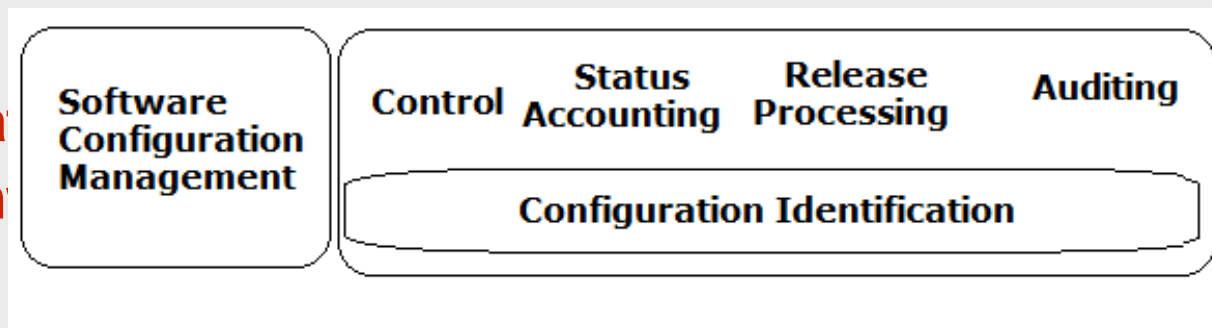 Software
Configuration
Management
Control
Status
Accounting
Release
Processing
Auditing
Configuration Identification